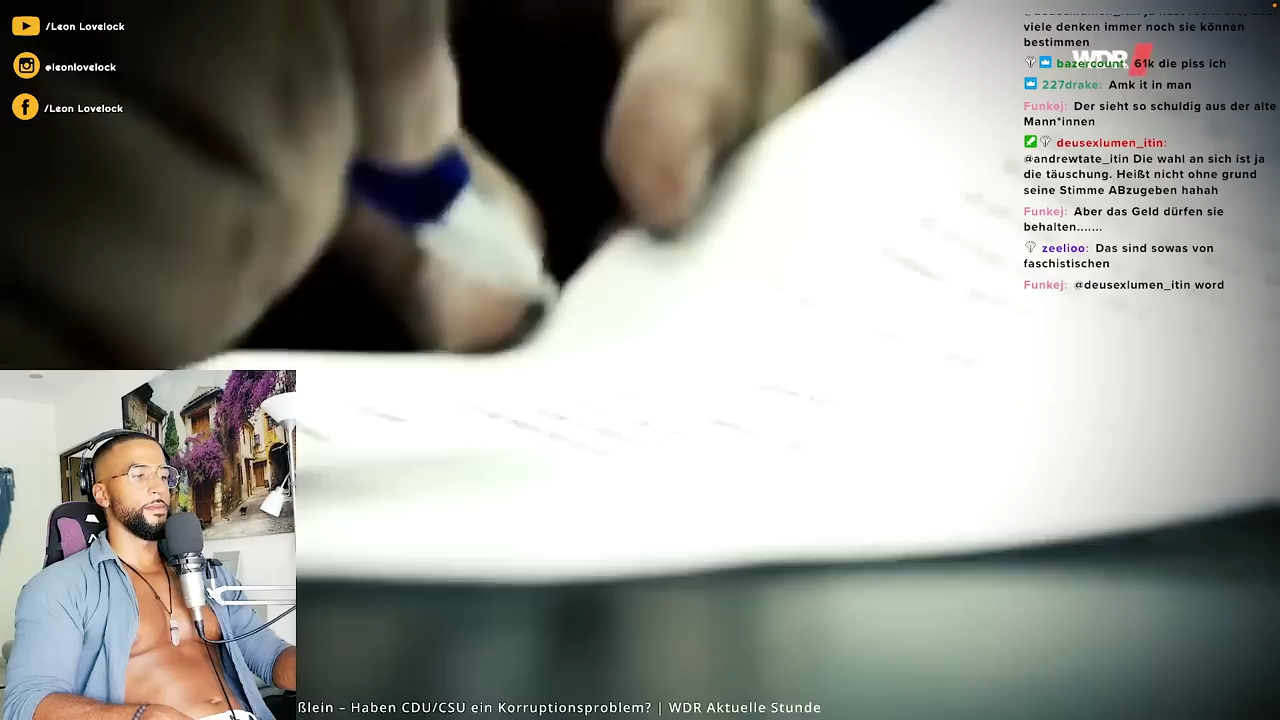 /Leon Lovelock
@leonlovelock
/Leon Lovelock
viele denken immer noch sie können
bestimmen
WDR
bazercount: 61k die piss ich
227drake: Amk it in man
Funkej: Der sieht so schuldig aus der alte
Mann*innen
deusexlumen_itin:
@andrewtate_itin Die wahl an sich ist ja
die täuschung. Heißt nicht ohne grund
seine Stimme ABzugeben hahah
Funkej: Aber das Geld dürfen sie
behalten.......
zeelioo: Das sind sowas von
faschistischen
Funkej: @deusexlumen_itin word
ßlein – Haben CDU/CSU ein Korruptionsproblem? | WDR Aktuelle Stunde